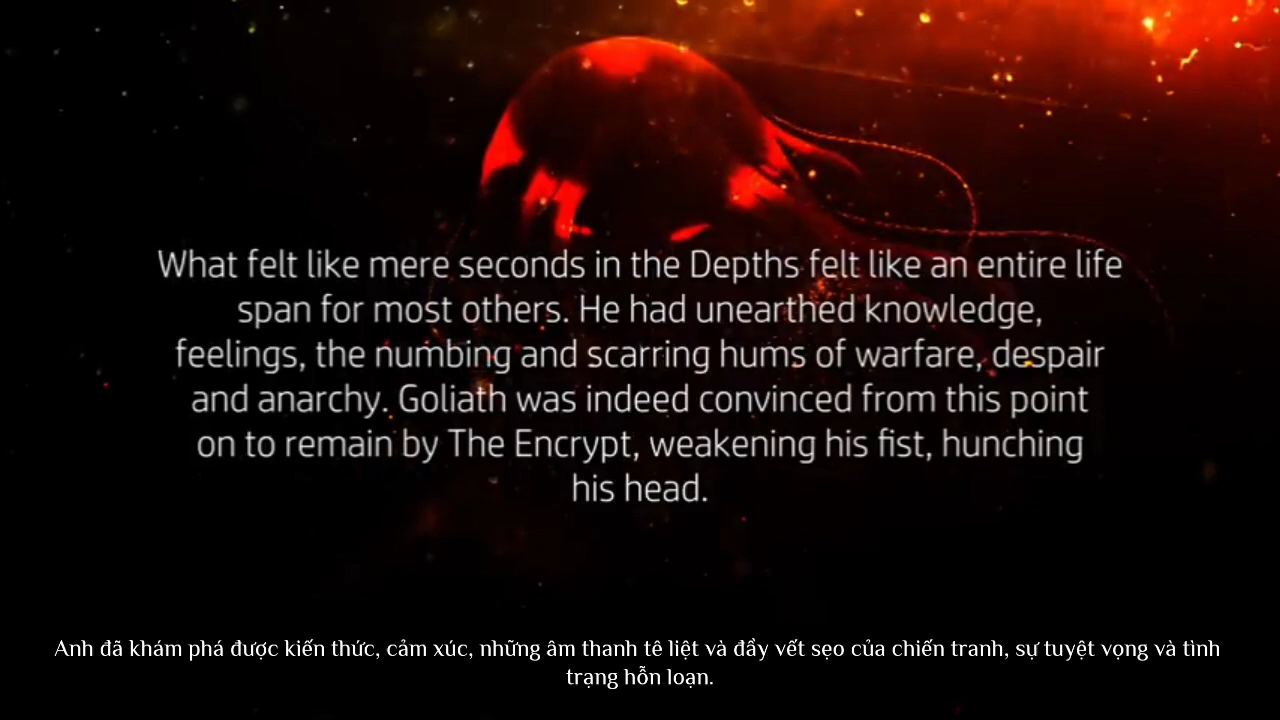 What felt like mere seconds in the Depths felt like an entire life
span for most others. He had unearthed knowledge,
feelings, the numbing and scarring hums of warfare, despair
and anarchy. Goliath was indeed convinced from this point
on to remain by The Encrypt, weakening his fist, hunching
his head.
Anh đã khám phá được kiến thức, cảm xúc, những âm thanh tê liệt và đầy vết sẹo của chiến tranh, sự tuyệt vọng và tình
trạng hỗn loạn.